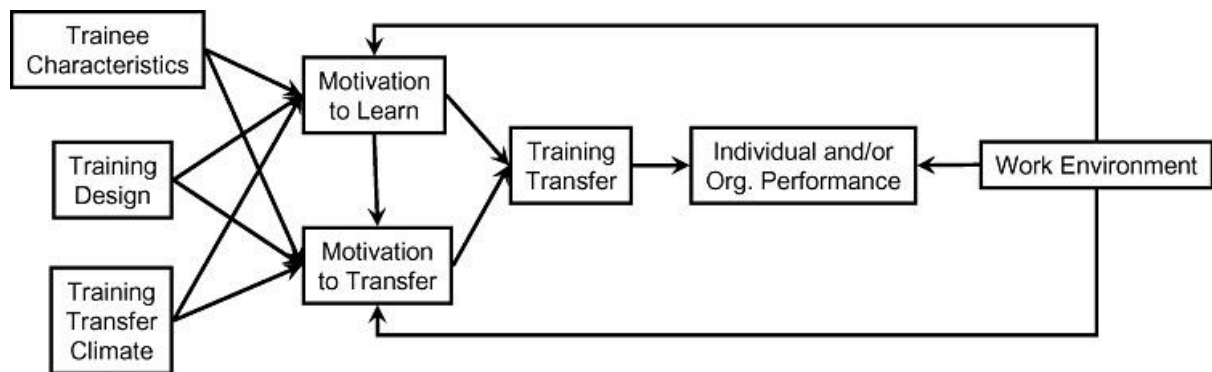 Trainee
Characteristics
Training
Design
Training
Transfer
Climate
Motivation
to Learn
Motivation
to Transfer
Training
Transfer
Individual and/or
Org. Performance
Work Environment